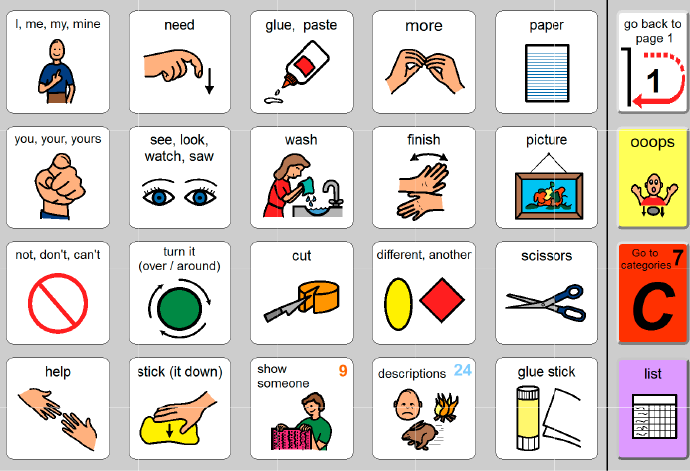 I, me, my, mine
need
glue, paste
more
paper
go back to
page 1
1
you, your, yours
see, look,
watch, saw
wash
finish
picture
ooops
not, don't, can't
turn it
(over / around)
cut
different, another
scissors
Go to
categories 7
C
help
stick (it down)
show
someone 9
descriptions 24
glue stick
list